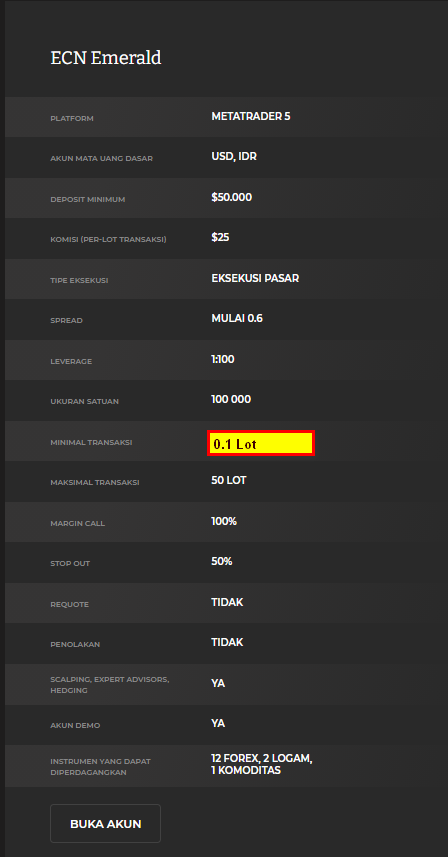 ECN Emerald
PLATFORM METATRADER 5
AKUN MATA UANG DASAR USD, IDR
DEPOSIT MINIMUM $50.000
KOMISI (PER-LOT TRANSAKSI) $25
TIPE EKSEKUSI EKSEKUSI PASAR
SPREAD MULAI 0.6
LEVERAGE 1:100
UKURAN SATUAN 100 000
MINIMAL TRANSAKSI 0.1 Lot
MAKSIMAL TRANSAKSI 50 LOT
MARGIN CALL 100%
STOP OUT 50%
REQUOTE TIDAK
PENOLAKAN TIDAK
SCALPING, EXPERT ADVISORS,
HEDGING YA
AKUN DEMO YA
INSTRUMEN YANG DAPAT 12 FOREX, 2 LOGAM,
DIPERDAGANGKAN 1 KOMODITAS
BUKA AKUN